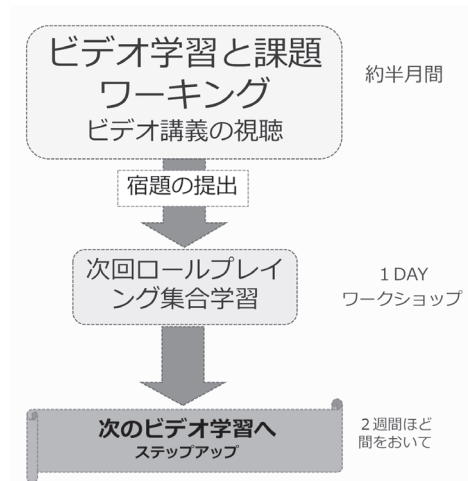 ビデオ学習と課題
ワーキング
ビデオ講義の視聴
約半月間
宿題の提出
次回ロールプレイ
ング集合学習
１DAY
ワークショップ
次のビデオ学習へ
ステップアップ
２週間ほど
間をおいて